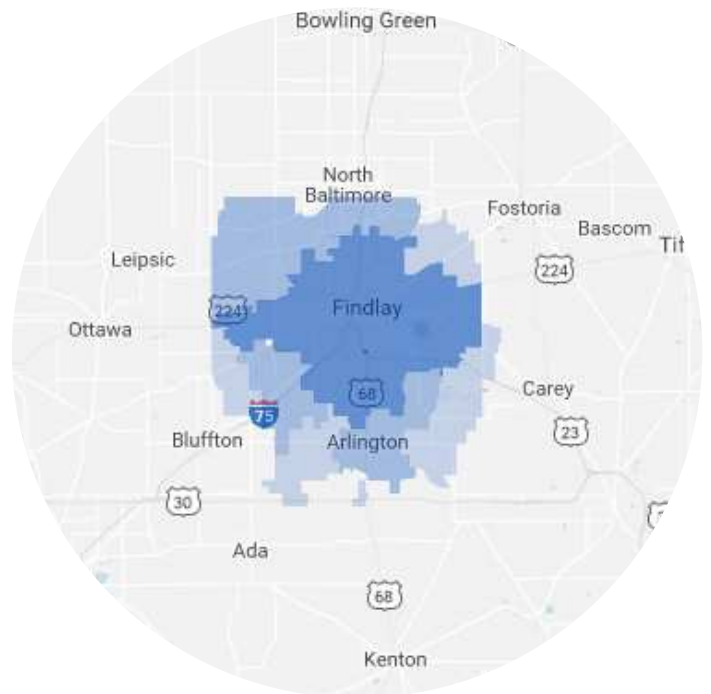 Bowling Green
North
Baltimore
Fostoria
Bascom
Tif
Leipsic
224
224
Findlay
Ottawa
68
Carey
75
23
Bluffton
Arlington
30
Ada
68
Kenton